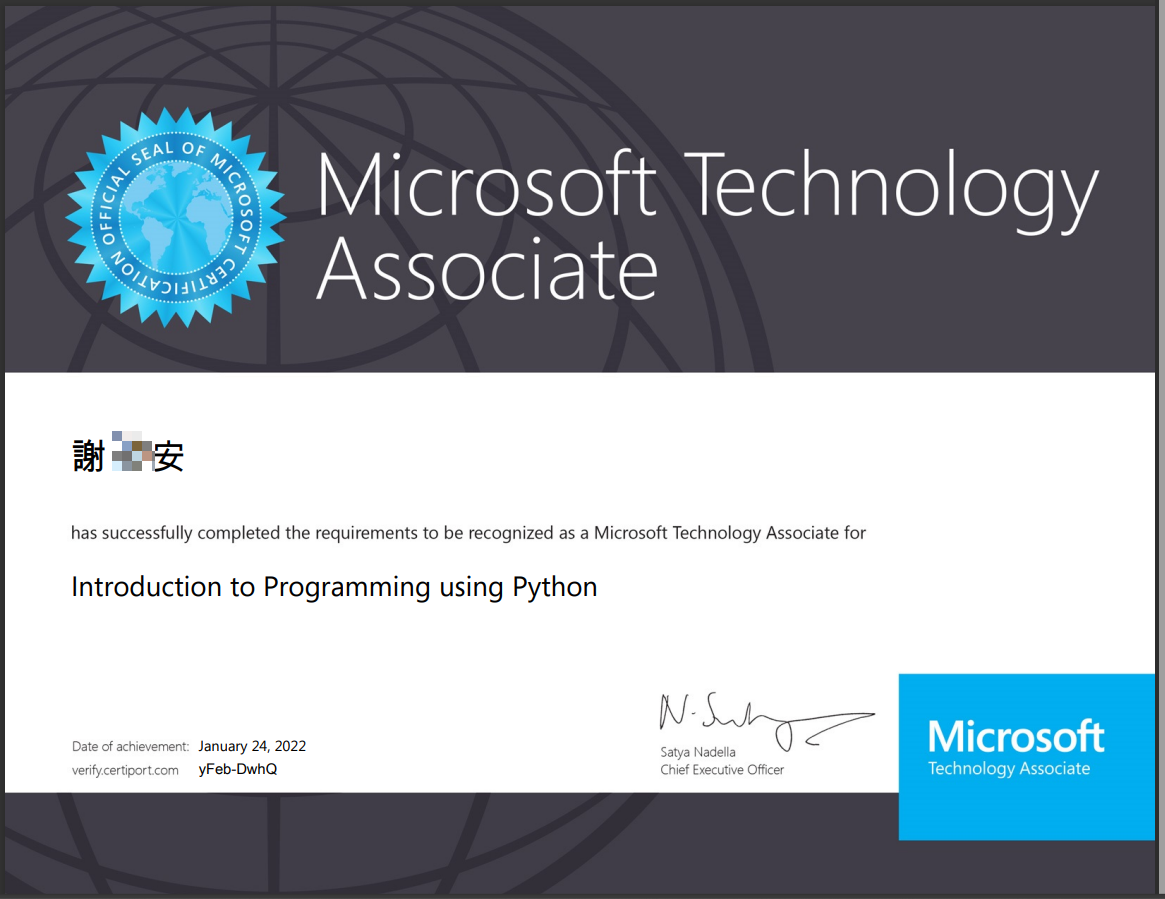 OFFICIAL SEAL OF MICROSOFT CERTIFICATION
Microsoft Technology
Associate
謝 安
has successfully completed the requirements to be recognized as a Microsoft Technology Associate for
Introduction to Programming using Python
Date of achievement: January 24, 2022
verify.certiport.com yFeb-DwhQ
Satya Nadella
Chief Executive Officer
Microsoft
Technology Associate